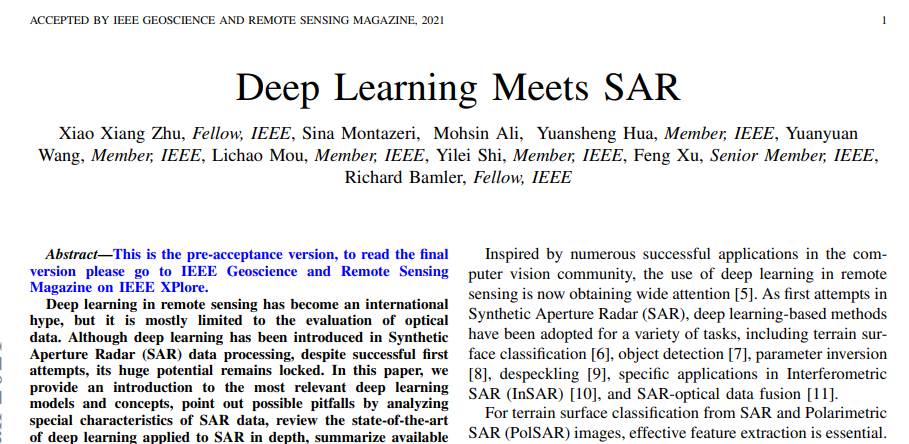 ACCEPTED BY IEEE GEOSCIENCE AND REMOTE SENSING MAGAZINE, 2021
1
Deep Learning Meets SAR
Xiao Xiang Zhu, Fellow, IEEE, Sina Montazeri, Mohsin Ali, Yuansheng Hua, Member, IEEE, Yuanyuan
Wang, Member, IEEE, Lichao Mou, Member, IEEE, Yilei Shi, Member, IEEE, Feng Xu, Senior Member, IEEE,
Richard Bamler, Fellow, IEEE
Abstract—This is the pre-acceptance version, to read the final
version please go to IEEE Geoscience and Remote Sensing
Magazine on IEEE XPlore.
Deep learning in remote sensing has become an international
hype, but it is mostly limited to the evaluation of optical
data. Although deep learning has been introduced in Synthetic
Aperture Radar (SAR) data processing, despite successful first
attempts, its huge potential remains locked. In this paper, we
provide an introduction to the most relevant deep learning
models and concepts, point out possible pitfalls by analyzing
special characteristics of SAR data, review the state-of-the-art
of deep learning applied to SAR in depth, summarize available
Inspired by numerous successful applications in the com-
puter vision community, the use of deep learning in remote
sensing is now obtaining wide attention [5]. As first attempts in
Synthetic Aperture Radar (SAR), deep learning-based methods
have been adopted for a variety of tasks, including terrain sur-
face classification [6], object detection [7], parameter inversion
[8], despeckling [9], specific applications in Interferometric
SAR (InSAR) [10], and SAR-optical data fusion [11].
For terrain surface classification from SAR and Polarimetric
SAR (PolSAR) images, effective feature extraction is essential.